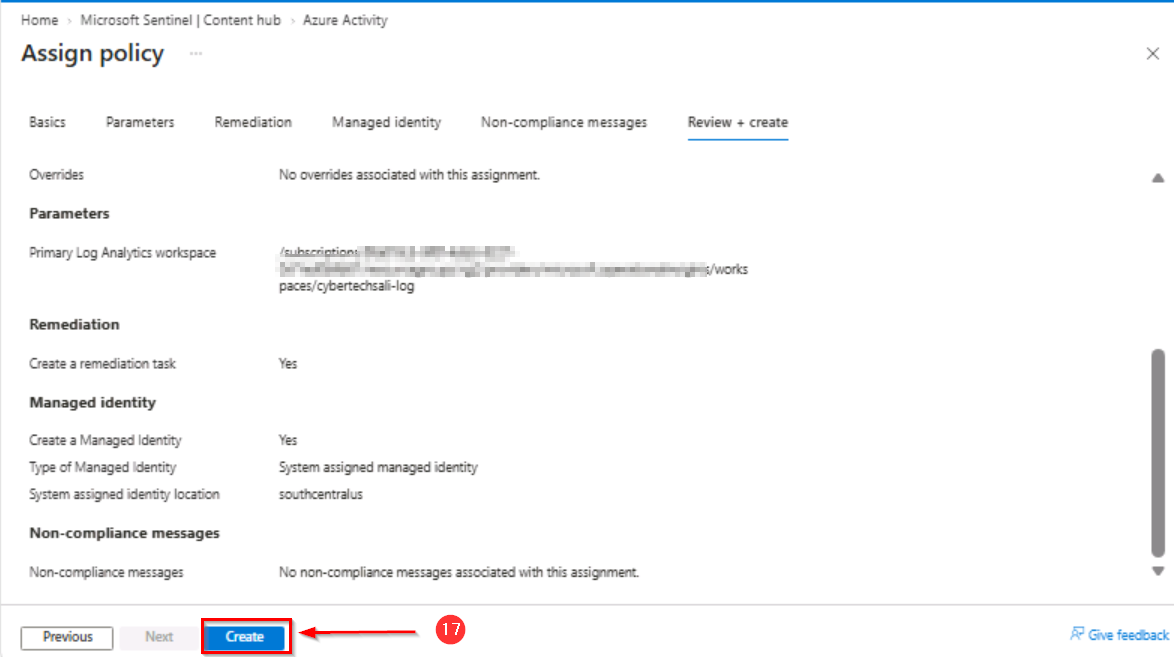 Home > Microsoft Sentinel | Content hub > Azure Activity
Assign policy ...
Basics Parameters Remediation Managed identity Non-compliance messages Review + create
Overrides No overrides associated with this assignment.
Parameters
Primary Log Analytics workspace /subscriptions
/works
paces/cybertechsali-log
Remediation
Create a remediation task Yes
Managed identity
Create a Managed Identity Yes
Type of Managed Identity System assigned managed identity
System assigned identity location southcentralus
Non-compliance messages
Non-compliance messages No non-compliance messages associated with this assignment.
Previous Next Create 17 Give feedback